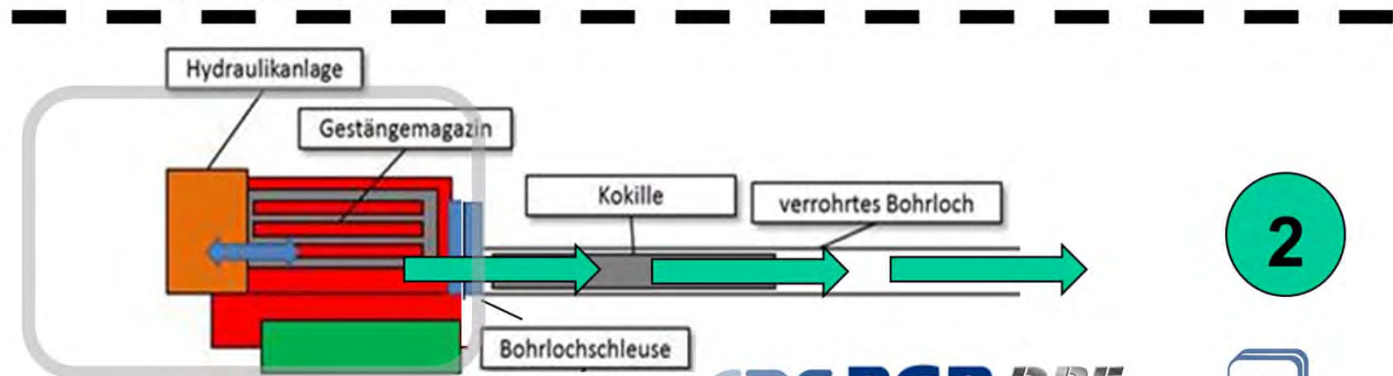 Hydraulikanlage
Gestängemagazin
Kokille
verrohrtes Bohrloch
2
Bohrlochschleuse